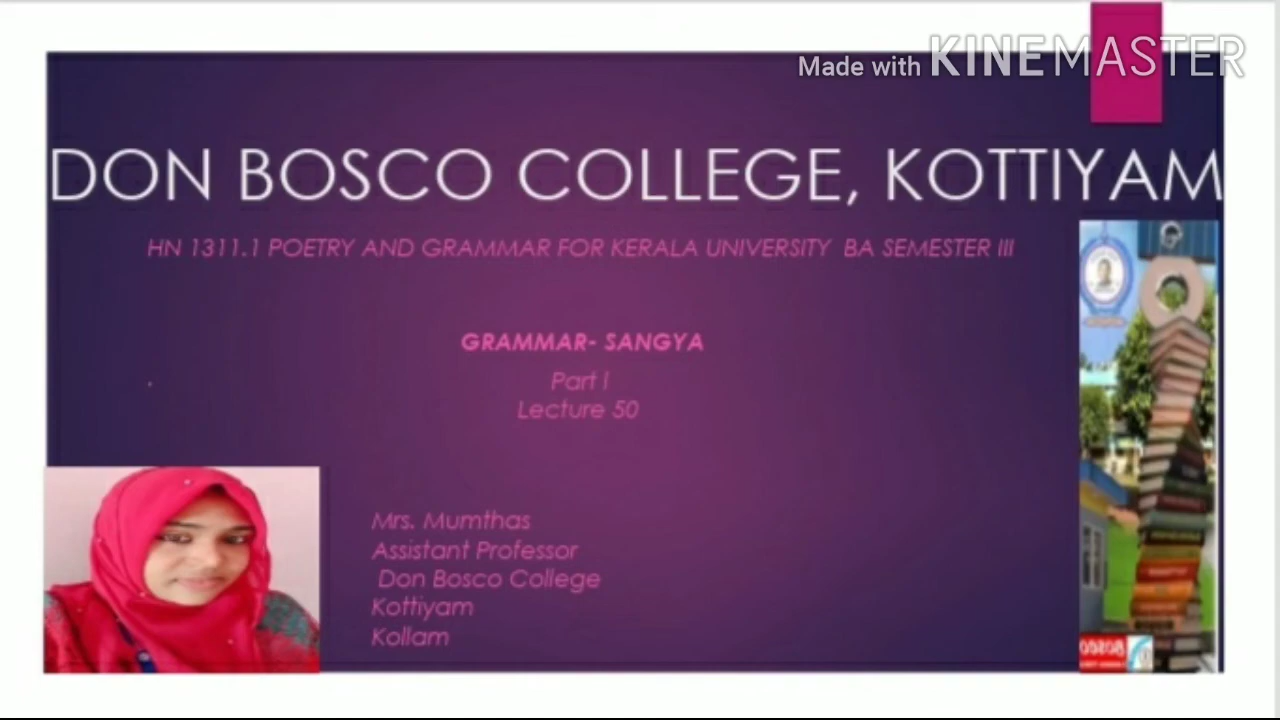 Made with KINEMASTER
DON BOSCO COLLEGE, KOTTIYAM
HN 1311.1 POETRY AND GRAMMAR FOR KERALA UNIVERSITY BA SEMESTER III
GRAMMAR- SANGYA
Part I
Lecture 50
Mrs. Mumthas
Assistant Professor
Don Bosco College
Kottiyam
Kollam